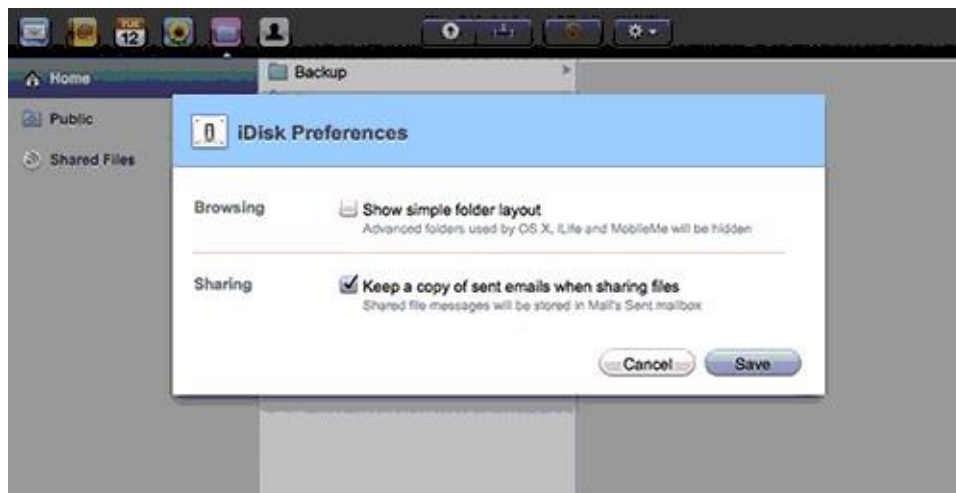 TUE
12
Home
Backup
Public
Shared Files
iDisk Preferences
Browsing
Show simple folder layout
Advanced folders used by OS X, iLife and MobileMe will be hidden
Sharing
Keep a copy of sent emails when sharing files
Shared file messages will be stored in Mail's Sent mailbox
Cancel
Save